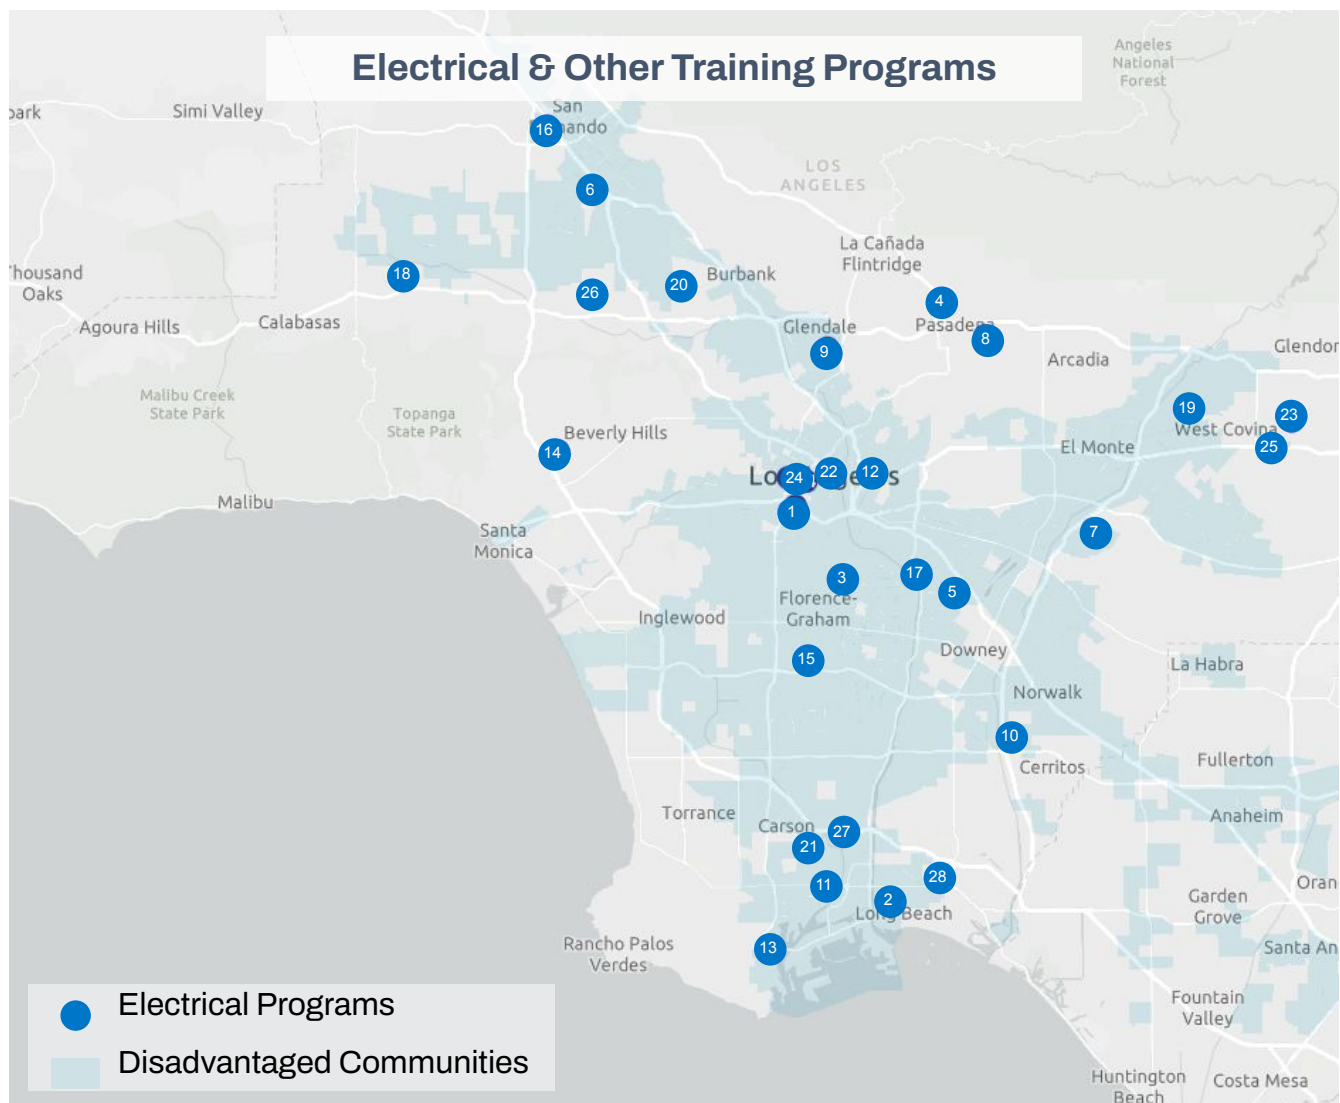 Electrical & Other Training Programs
Angeles
National
Forest
Simi Valley
park
San
16
LOS
ANGELES
6
La Cañada
Flintridge
Thousand
Oaks
18
Burbank
20
26
4
Agoura Hills
Calabasas
Glendale
Pasadena
8
9
Arcadia
Malibu Creek
State Park
Topanga
State Park
19
23
West Covina
Beverly Hills
El Monte
25
14
24
22
12
Malibu
1
Santa
Monica
7
3
17
5
Florence-
Graham
Inglewood
Downey
15
La Habra
Norwalk
10
Cerritos
Fullerton
Torrance
Carson
27
Anaheim
21
28
11
2
Long Beach
Garden
Grove
Rancho Palos
Verdes
13
Electrical Programs
Fountain
Valley
Disadvantaged Communities
Huntington
Beach
Costa Mesa